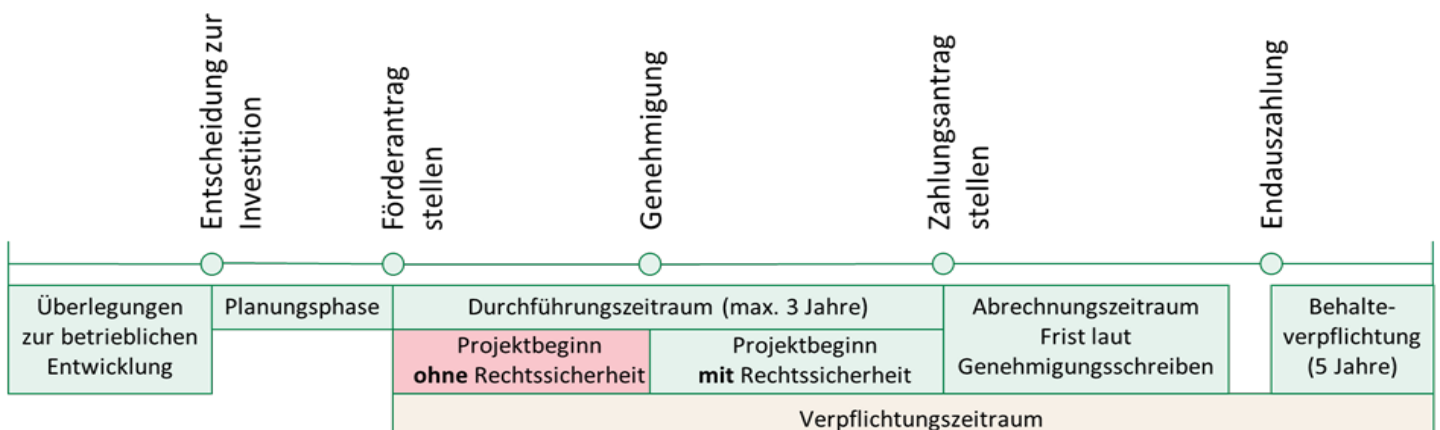 Entscheidung zur
Investition
Förderantrag
stellen
Genehmigung
Zahlungsantrag
stellen
Endauszahlung
Überlegungen
zur betrieblichen
Entwicklung
Planungsphase
Durchführungszeitraum (max. 3 Jahre)
Projektbeginn
ohne Rechtssicherheit
Projektbeginn
mit Rechtssicherheit
Abrechnungszeitraum
Frist laut
Genehmigungsschreiben
Behalte-
verpflichtung
(5 Jahre)
Verpflichtungszeitraum